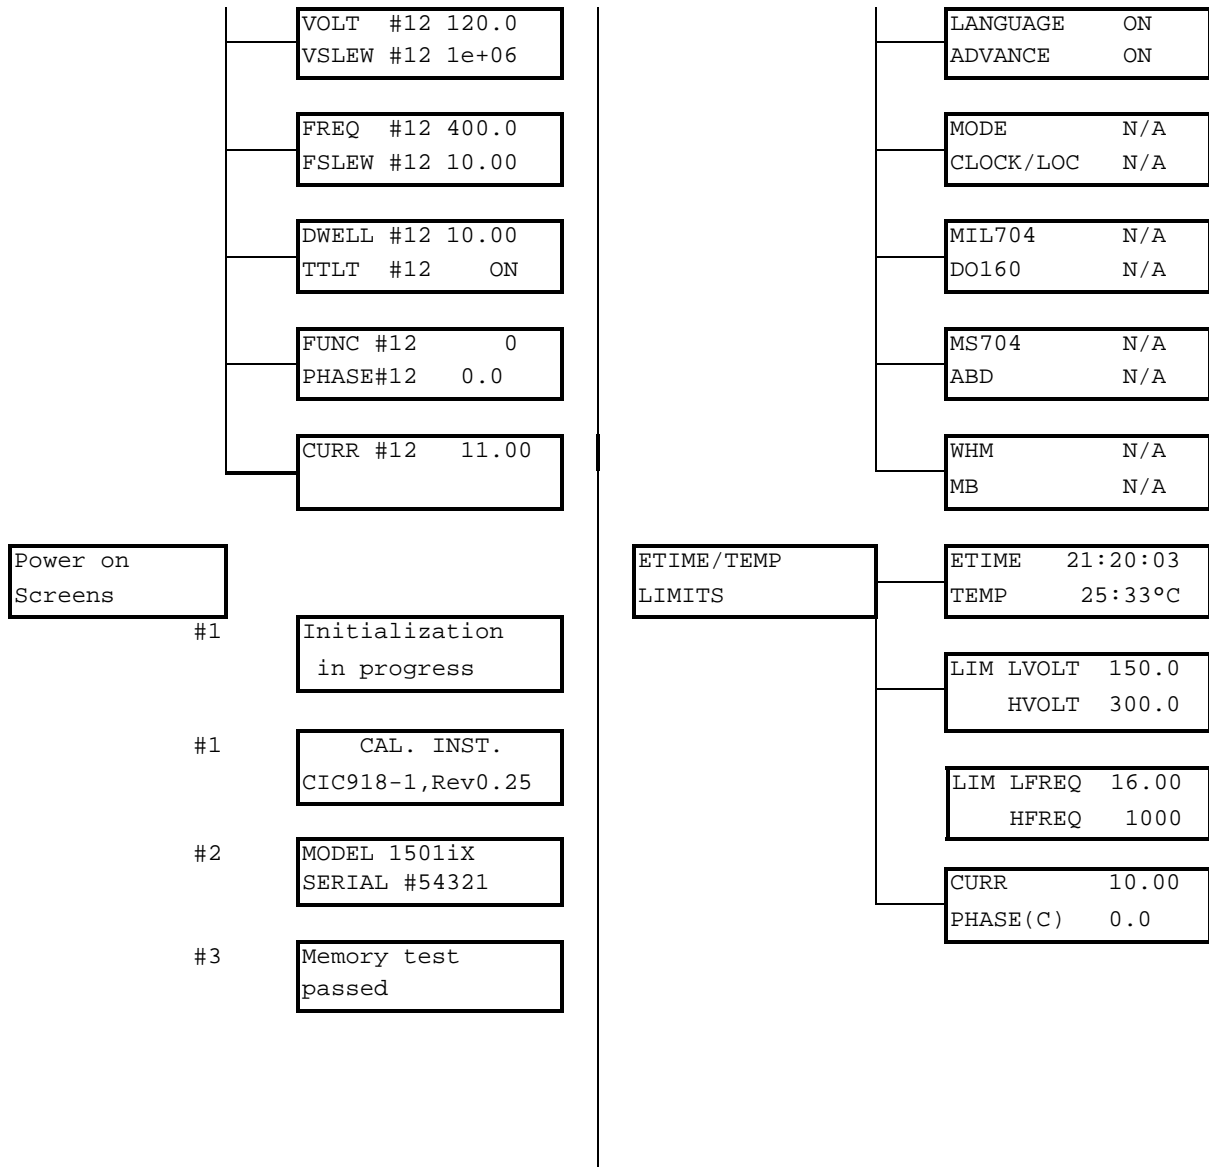 VOLT #12 120.0
VSLEW #12 1e+06
FREQ #12 400.0
FSLEW #12 10.00
DWELL #12 10.00
TTLT #12 ON
FUNC #12 0
PHASE#12 0.0
CURR #12 11.00
Power on
Screens
#1 Initialization
in progress
#1 CAL. INST.
CIC918-1,Rev0.25
#2 MODEL 1501iX
SERIAL #54321
#3 Memory test
passed
LANGUAGE ON
ADVANCE ON
MODE N/A
CLOCK/LOC N/A
MIL704 N/A
DO160 N/A
MS704 N/A
ABD N/A
WHM N/A
MB N/A
ETIME/TEMP
LIMITS
ETIME 21:20:03
TEMP 25:33°C
LIM LVOLT 150.0
HVOLT 300.0
LIM LFREQ 16.00
HFREQ 1000
CURR 10.00
PHASE(C) 0.0